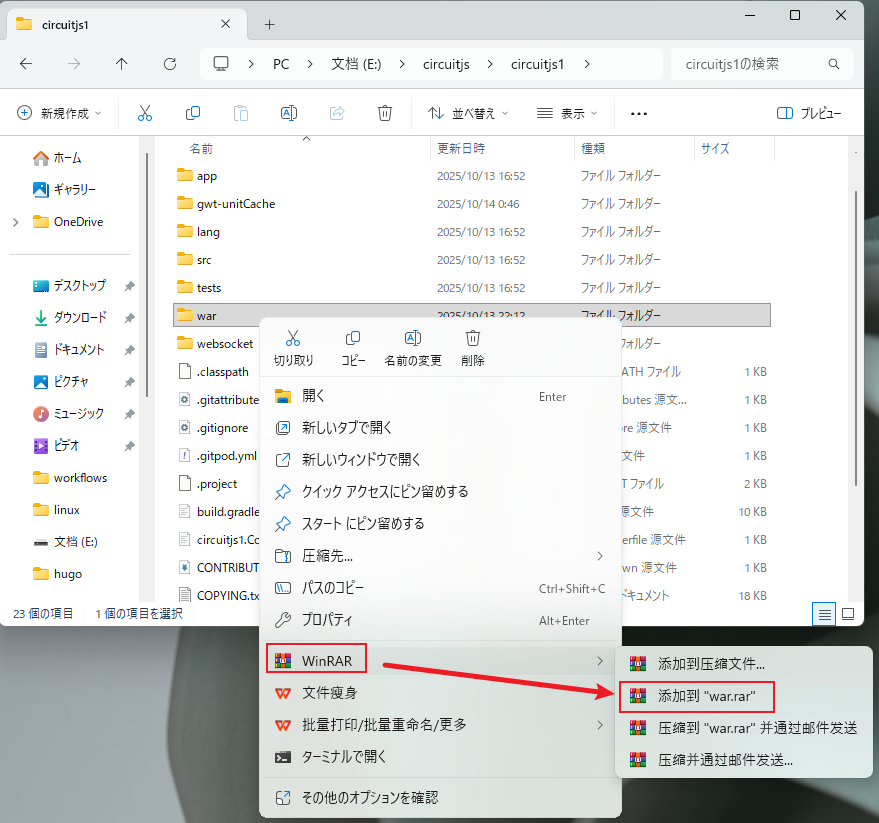 circuitjs1
PC 文档 (E:) circuitjs circuitjs1 circuitjs1の検索
新規作成 並べ替え 表示 プレビュー
名前 更新日時 種類 サイズ
ホーム
ギャラリー
OneDrive
デスクトップ
ダウンロード
ドキュメント
ピクチャ
ミュージック
ビデオ
workflows
linux
文档 (E:)
hugo
app 2025/10/13 16:52 ファイル フォルダー
gwt-unitCache 2025/10/14 0:46 ファイル フォルダー
lang 2025/10/13 16:52 ファイル フォルダー
src 2025/10/13 16:52 ファイル フォルダー
tests 2025/10/13 16:52 ファイル フォルダー
war 2025/10/13 22:12 ファイル フォルダー
websocket フォルダー
.classpath ATH ファイル 1 KB
.gitattribute butes 源文... 1 KB
.gitignore ore 源文件 1 KB
.gitpod.yml 文件 1 KB
.project T ファイル 2 KB
build.gradle 源文件 10 KB
circuitjs1.Co erfile 源文件 1 KB
CONTRIBUT wn 源文件 1 KB
COPYING.tx ドキュメント 18 KB
23 個の項目 1 個の項目を選択
切り取り コピー 名前の変更 削除
開く Enter
新しいタブで開く
新しいウィンドウで開く
クイック アクセスにピン留めする
スタート にピン留めする
圧縮先...
パスのコピー Ctrl+Shift+C
プロパティ Alt+Enter
WinRAR
文件瘦身
批量打印/批量重命名/更多
ターミナルで開く
その他のオプションを確認
添加到压缩文件...
添加到 "war.rar"
压缩到 "war.rar" 并通过邮件发送
压缩并通过邮件发送...